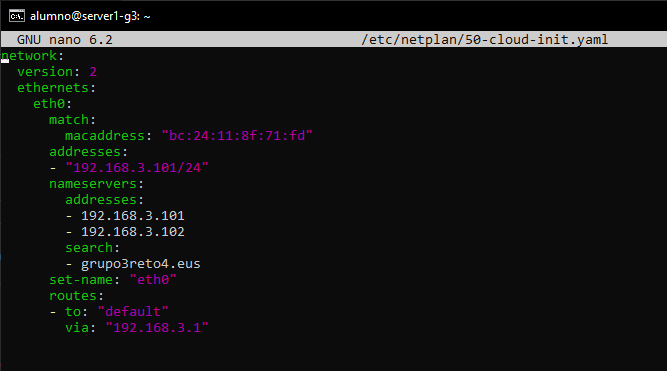 alumno@server1-g3: ~
GNU nano 6.2 /etc/netplan/50-cloud-init.yaml
network:
  version: 2
  ethernets:
    eth0:
      match:
        macaddress: "bc:24:11:8f:71:fd"
      addresses:
      - "192.168.3.101/24"
      nameservers:
        addresses:
        - 192.168.3.101
        - 192.168.3.102
        search:
        - grupo3reto4.eus
      set-name: "eth0"
      routes:
      - to: "default"
        via: "192.168.3.1"